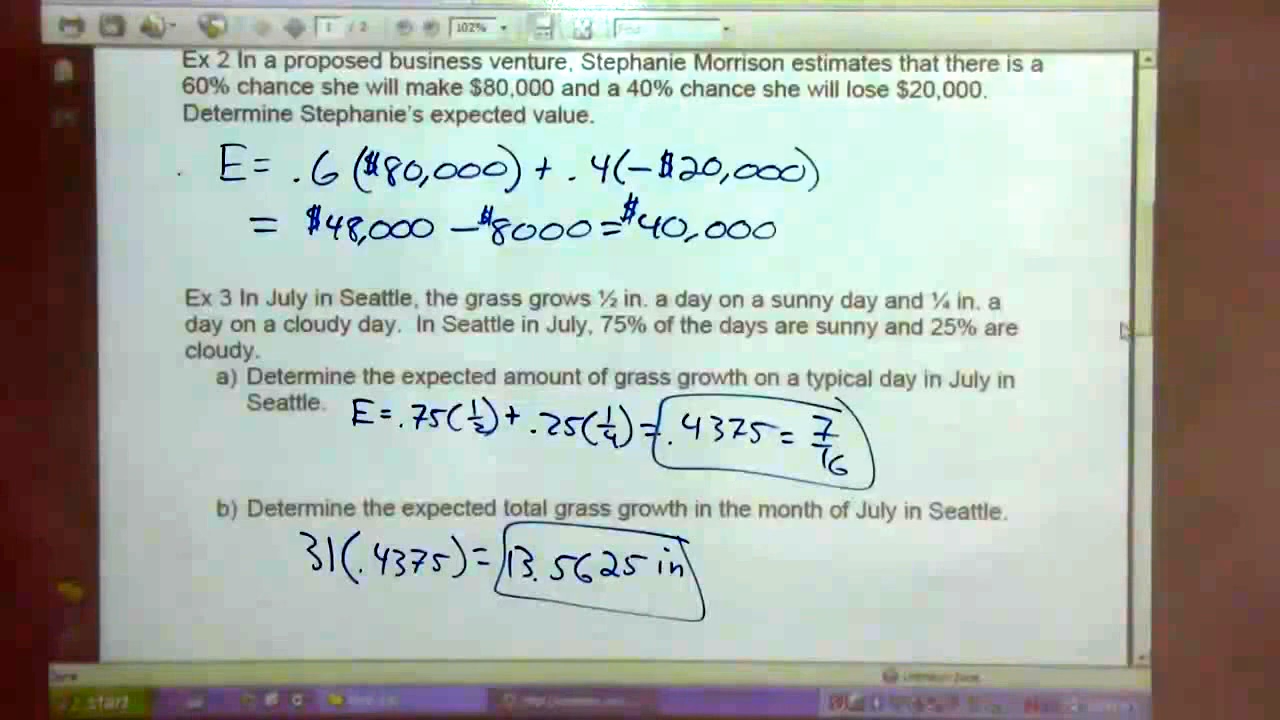 1 / 2 102%
Ex 2 In a proposed business venture, Stephanie Morrison estimates that there is a
60% chance she will make $80,000 and a 40% chance she will lose $20,000.
Determine Stephanie's expected value.
E = .6 ($80,000) + .4(-$20,000)
= $48,000 - $8000 = $40,000
Ex 3 In July in Seattle, the grass grows ½ in. a day on a sunny day and ¼ in. a
day on a cloudy day. In Seattle in July, 75% of the days are sunny and 25% are
cloudy.
a) Determine the expected amount of grass growth on a typical day in July in
Seattle.
E = .75(1/2) + .25(1/4) = .4375 = 7/16
b) Determine the expected total grass growth in the month of July in Seattle.
31(.4375) = 13.5625 in
start